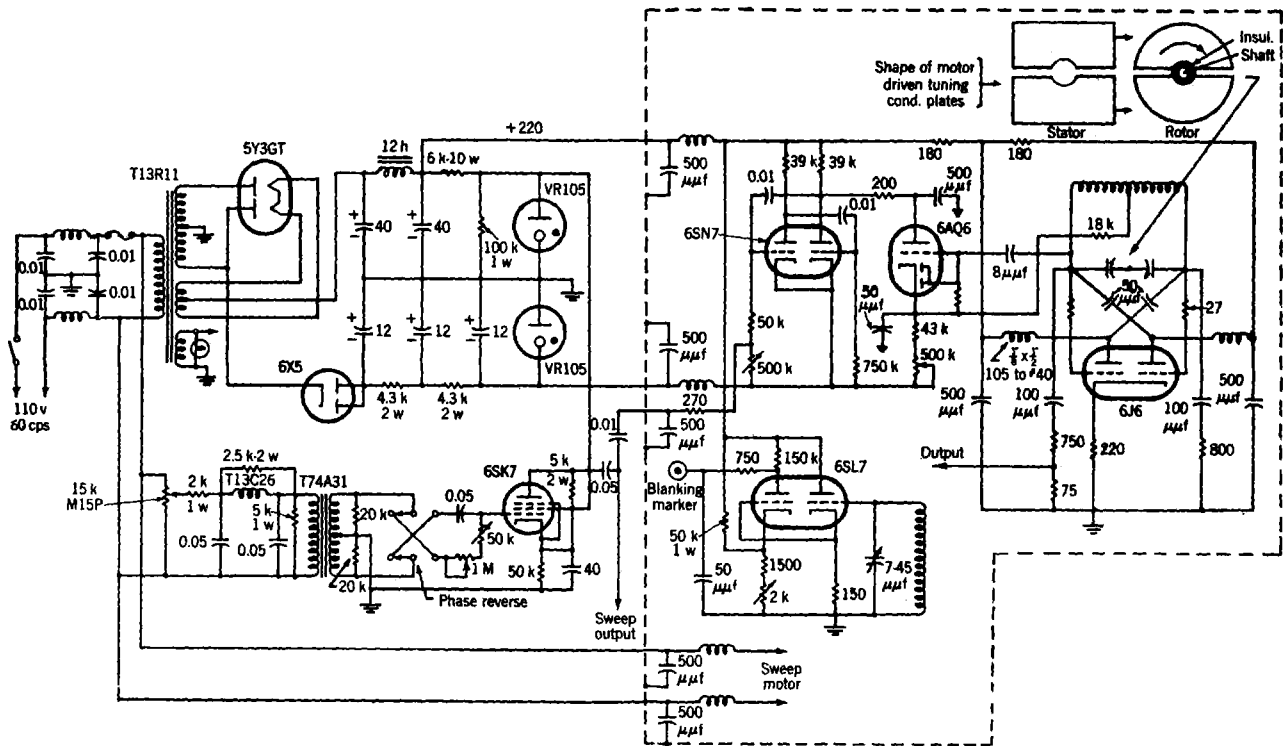 Insul.
Shaft
Shape of motor
driven tuning
cond. plates
Stator
Rotor
+220
5Y3GT
12 h
6 k-10 w
T13R11
VR105
40
40
100 k
1 w
0.01
0.01
0.01
0.01
12
12
12
VR105
6X5
4.3 k
2 w
4.3 k
2 w
110 v
60 cps
500
μμf
39 k
39 k
180
180
0.01
200
500
μμf
0.01
6SN7
6AQ6
18 k
8μμf
50
μμf
50
μμf
27
500
μμf
50 k
43 k
500 k
750 k
500 k
105 to #40
270
500
μμf
0.01
500
μμf
100
μμf
6J6
100
μμf
500
μμf
750
220
800
Output
75
2.5 k-2 w
T13C26
T74A31
15 k
M15P
2 k
1 w
5 k
1 w
0.05
0.05
20 k
20 k
0.05
6SK7
5 k
2 w
0.05
50 k
1 M
50 k
40
Phase reverse
Sweep
output
750
150 k
6SL7
Blanking
marker
50 k
1 w
50
μμf
1500
2 k
150
7-45
μμf
500
μμf
Sweep
motor
500
μμf